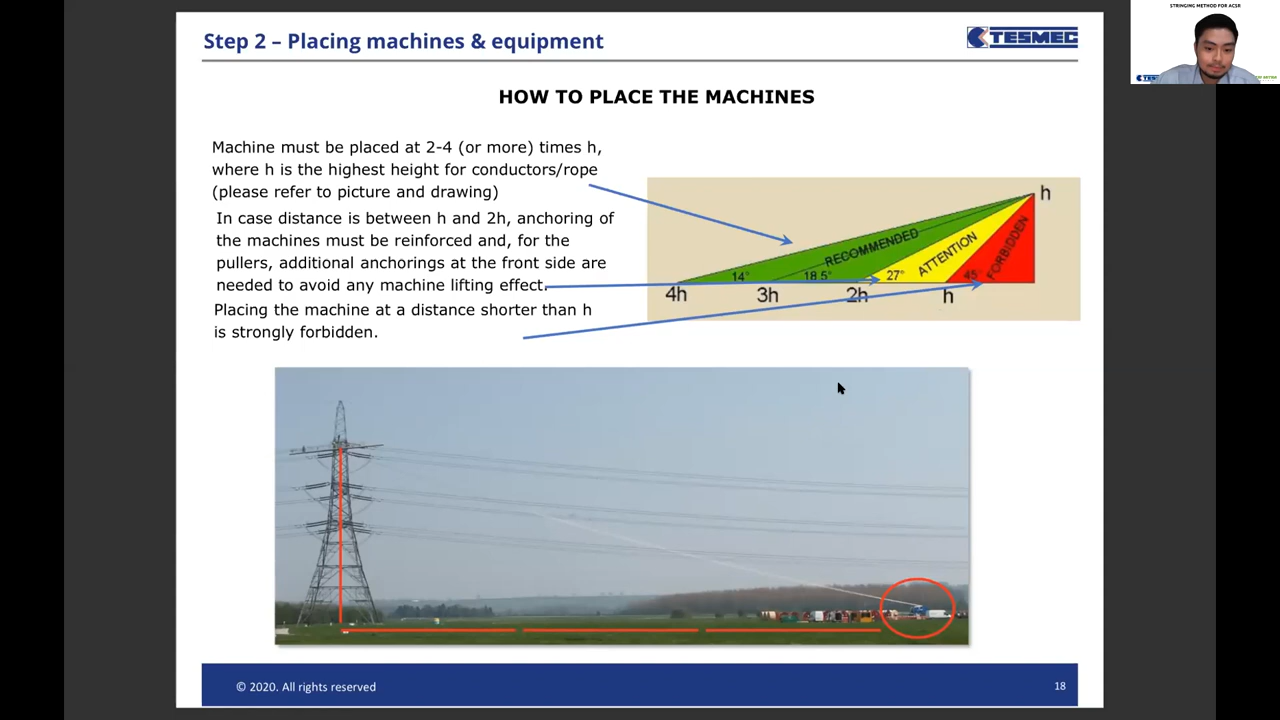 STRINGING METHOD FOR ACSR
Step 2 – Placing machines & equipment
TESMEC
HOW TO PLACE THE MACHINES
Machine must be placed at 2-4 (or more) times h,
where h is the highest height for conductors/rope
(please refer to picture and drawing)
In case distance is between h and 2h, anchoring of
the machines must be reinforced and, for the
pullers, additional anchorings at the front side are
needed to avoid any machine lifting effect.
Placing the machine at a distance shorter than h
is strongly forbidden.
h
RECOMMENDED
ATTENTION
FORBIDDEN
14° 18.5° 27° 45°
4h 3h 2h h
© 2020. All rights reserved
18